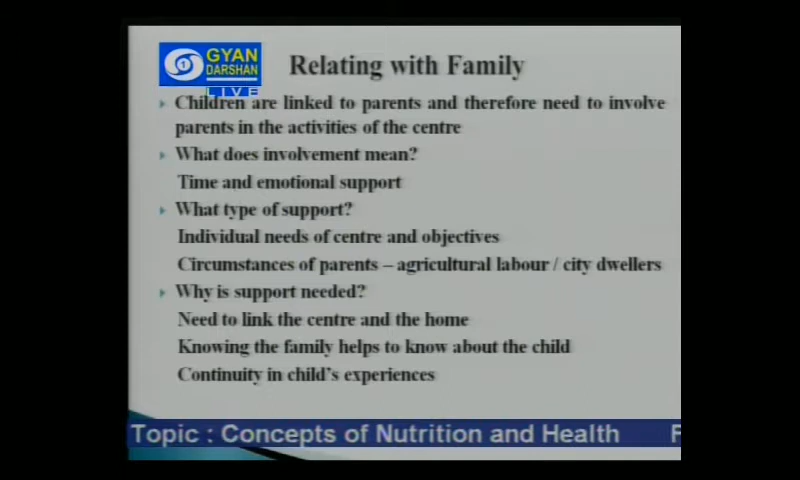 GYAN
DARSHAN
LIVE
Relating with Family
Children are linked to parents and therefore need to involve
parents in the activities of the centre
What does involvement mean?
Time and emotional support
What type of support?
Individual needs of centre and objectives
Circumstances of parents – agricultural labour / city dwellers
Why is support needed?
Need to link the centre and the home
Knowing the family helps to know about the child
Continuity in child's experiences
Topic : Concepts of Nutrition and Health